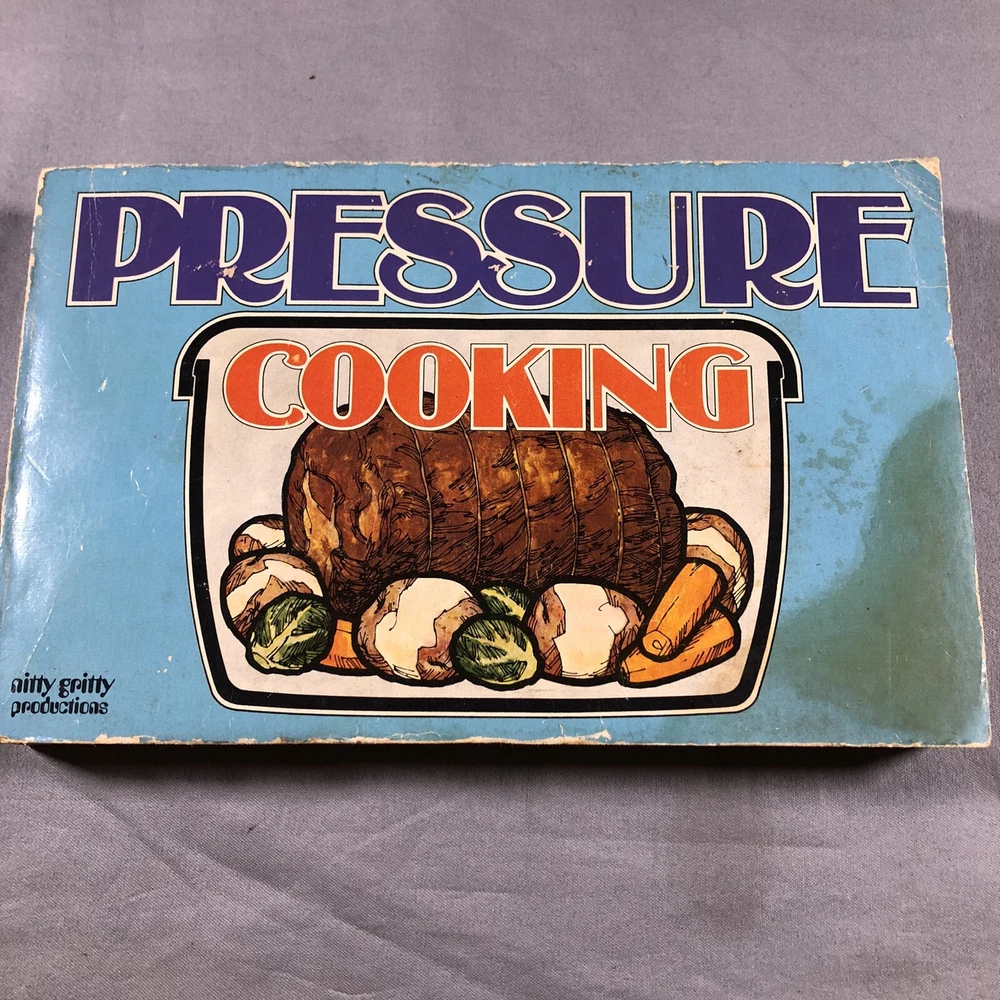 PRESSURE
COOKING
nitty gritty
productions